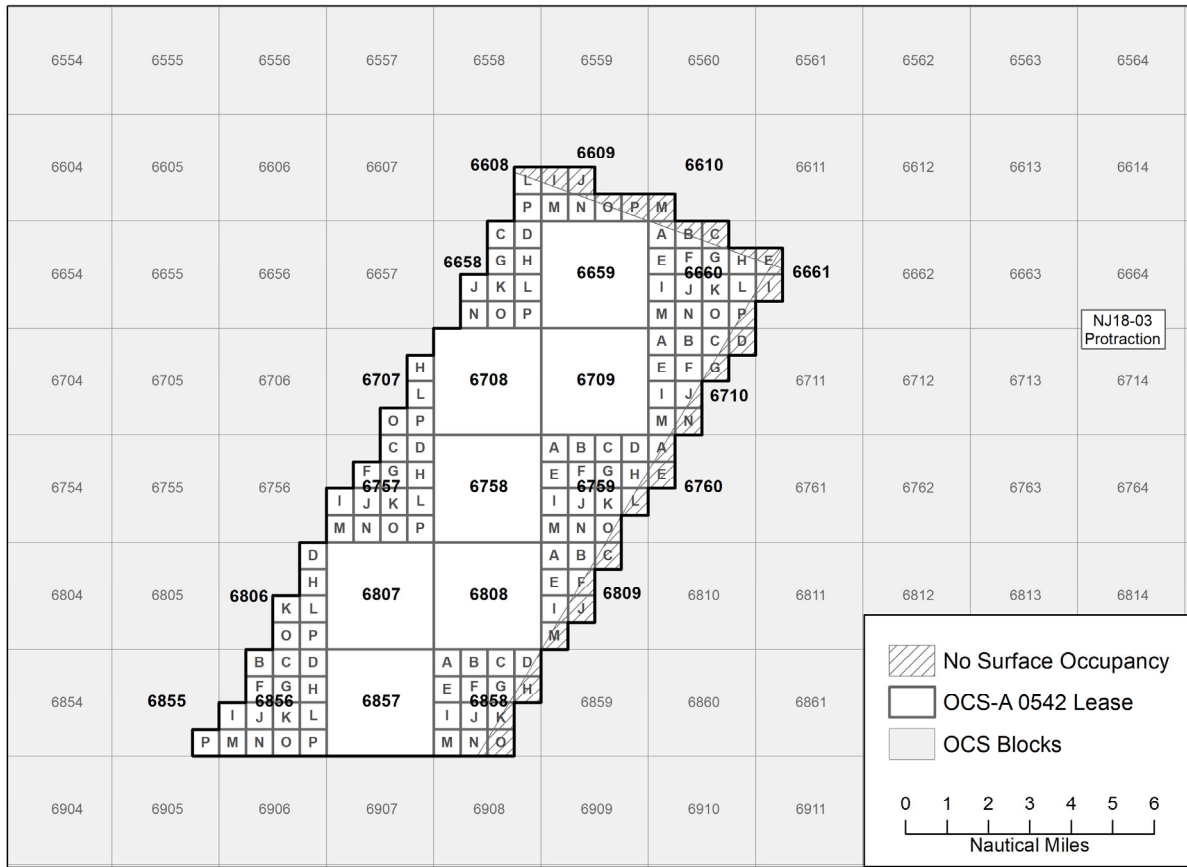 6554 6555 6556 6557 6558 6559 6560 6561 6562 6563 6564
6609
6608 6610
6604 6605 6606 6607 6611 6612 6613 6614
L I J
P M N O P M
C D A B C
6658 G H E F G H E
6654 6655 6656 6657 6659 6660 6661 6662 6663 6664
J K L I J K L I
N O P M N O P
NJ18-03
Protraction
A B C D
H E F G
6704 6705 6706 6707 6708 6709 6711 6712 6713 6714
L I J 6710
O P M N
C D A B C D A
F G H E F G H E
6754 6755 6756 6757 6758 6759 6760 6761 6762 6763 6764
I J K L I J K L
M N O P M N O
D A B C
H E F
6804 6805 6806 6807 6808 6809 6810 6811 6812 6813 6814
K L I J
O P M
B C D A B C D
F G H E F G H
6854 6855 6856 6857 6858 6859 6860 6861
I J K L I J K
P M N O P M N O
6904 6905 6906 6907 6908 6909 6910 6911
No Surface Occupancy
OCS-A 0542 Lease
OCS Blocks
0 1 2 3 4 5 6
Nautical Miles